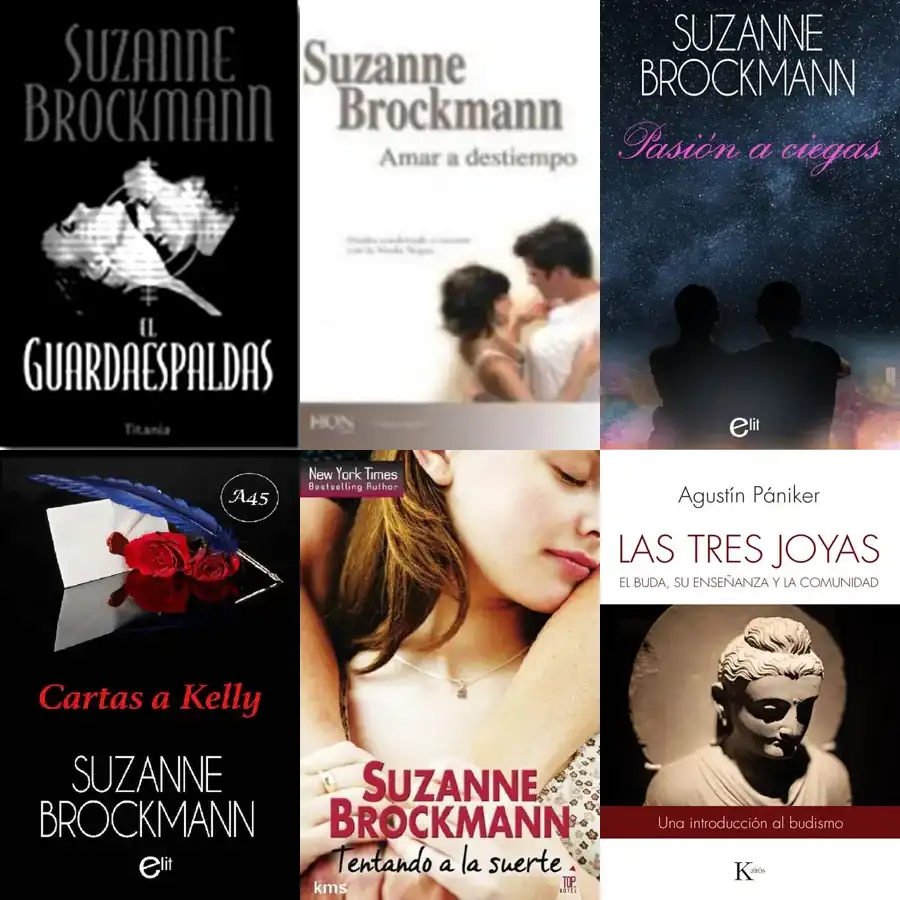 SUZANNE
BROCKMANN
EL
GUARDAESPALDAS
Titania
Suzanne
Brockmann
Amar a destiempo
SUZANNE
BROCKMANN
Pasión a ciegas
elit
A45
Cartas a Kelly
SUZANNE
BROCKMANN
elit
New York Times
Bestselling Author
SUZANNE
BROCKMANN
Tentando a la suerte
kms
TOP
NOVEL
Agustín Pániker
LAS TRES JOYAS
EL BUDA, SU ENSEÑANZA Y LA COMUNIDAD
Una introducción al budismo
Kairós